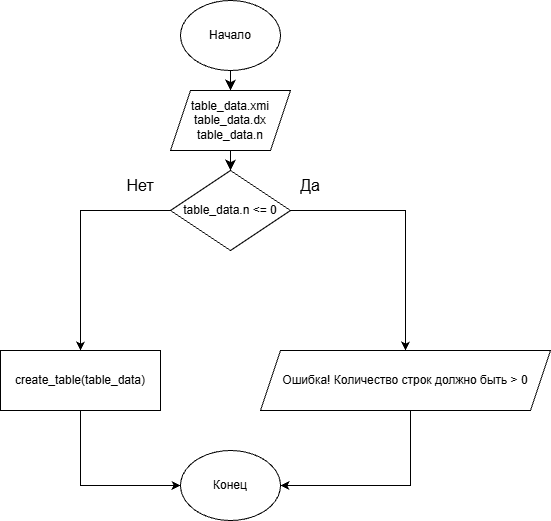 Начало
table_data.xmi
table_data.dx
table_data.n
Нет
Да
table_data.n <= 0
create_table(table_data)
Ошибка! Количество строк должно быть > 0
Конец